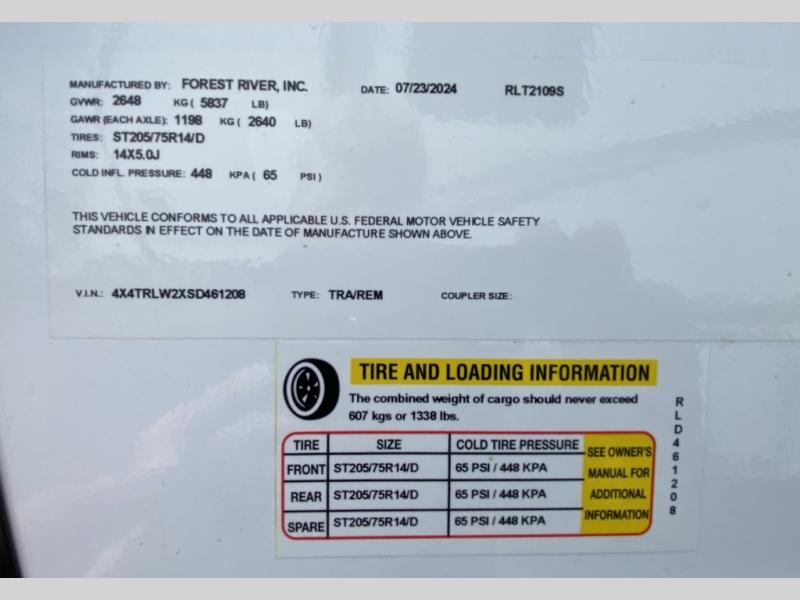 MANUFACTURED BY: FOREST RIVER, INC. DATE: 07/23/2024 RLT2109S
GVWR: 2648 KG ( 5837 LB)
GAWR (EACH AXLE): 1198 KG ( 2640 LB)
TIRES: ST205/75R14/D
RIMS: 14X5.0J
COLD INFL. PRESSURE: 448 KPA ( 65 PSI )
THIS VEHICLE CONFORMS TO ALL APPLICABLE U.S. FEDERAL MOTOR VEHICLE SAFETY
STANDARDS IN EFFECT ON THE DATE OF MANUFACTURE SHOWN ABOVE.
V.I.N.: 4X4TRLW2XSD461208 TYPE: TRA/REM COUPLER SIZE:
TIRE AND LOADING INFORMATION
The combined weight of cargo should never exceed
607 kgs or 1338 lbs.
TIRE SIZE COLD TIRE PRESSURE
FRONT ST205/75R14/D 65 PSI / 448 KPA
REAR ST205/75R14/D 65 PSI / 448 KPA
SPARE ST205/75R14/D 65 PSI / 448 KPA
SEE OWNER'S
MANUAL FOR
ADDITIONAL
INFORMATION
RLD461208